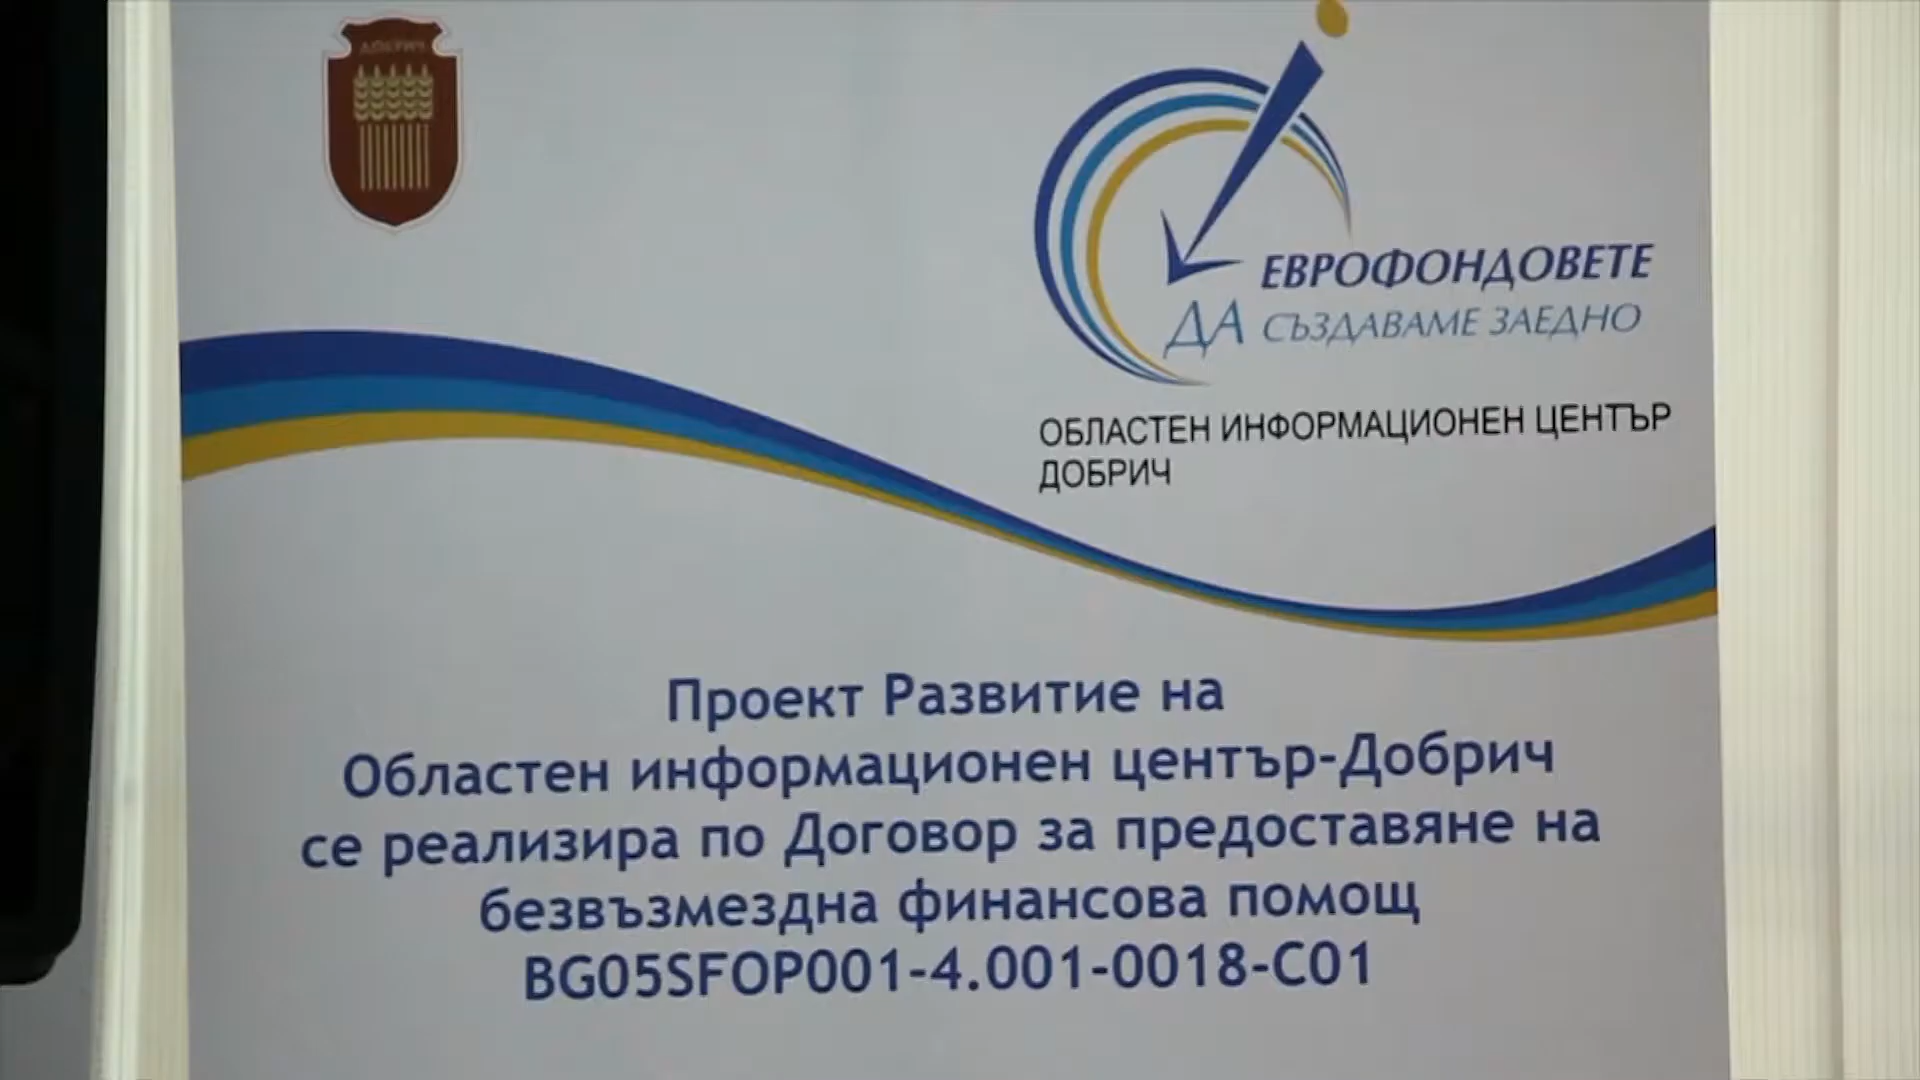 ДОБРИЧ
ЕВРОФОНДОВЕТЕ
ДА СЪЗДАВАМЕ ЗАЕДНО
ОБЛАСТЕН ИНФОРМАЦИОНЕН ЦЕНТЪР
ДОБРИЧ
Проект Развитие на
Областен информационен център-Добрич
се реализира по Договор за предоставяне на
безвъзмездна финансова помощ
BG05SFOP001-4.001-0018-C01